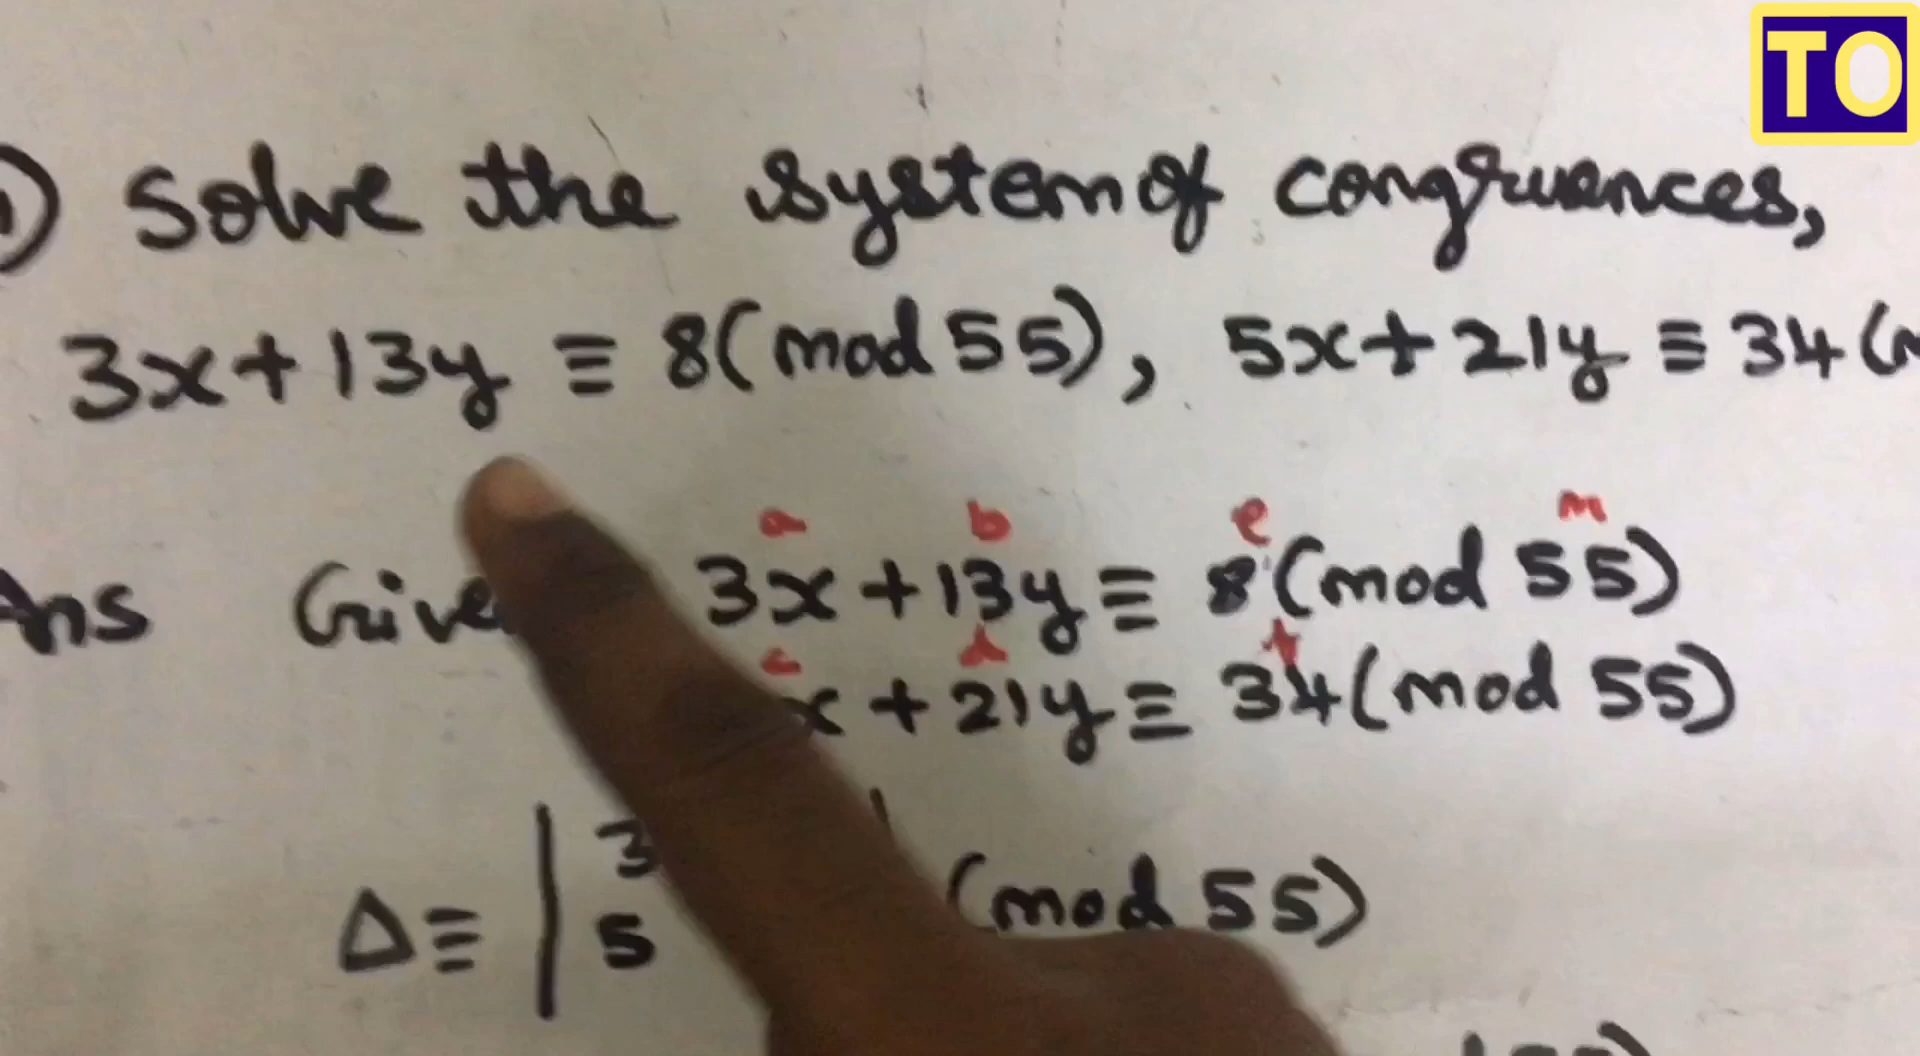 TO
1) Solve the system of congruences,
3x+13y ≡ 8(mod 55), 5x+21y ≡ 34(m
Ans Give 3x+13y ≡ 8(mod 55)
a b e m
x+21y ≡ 34(mod 55)
c d f
Δ ≡ | 3
5 | (mod 55)